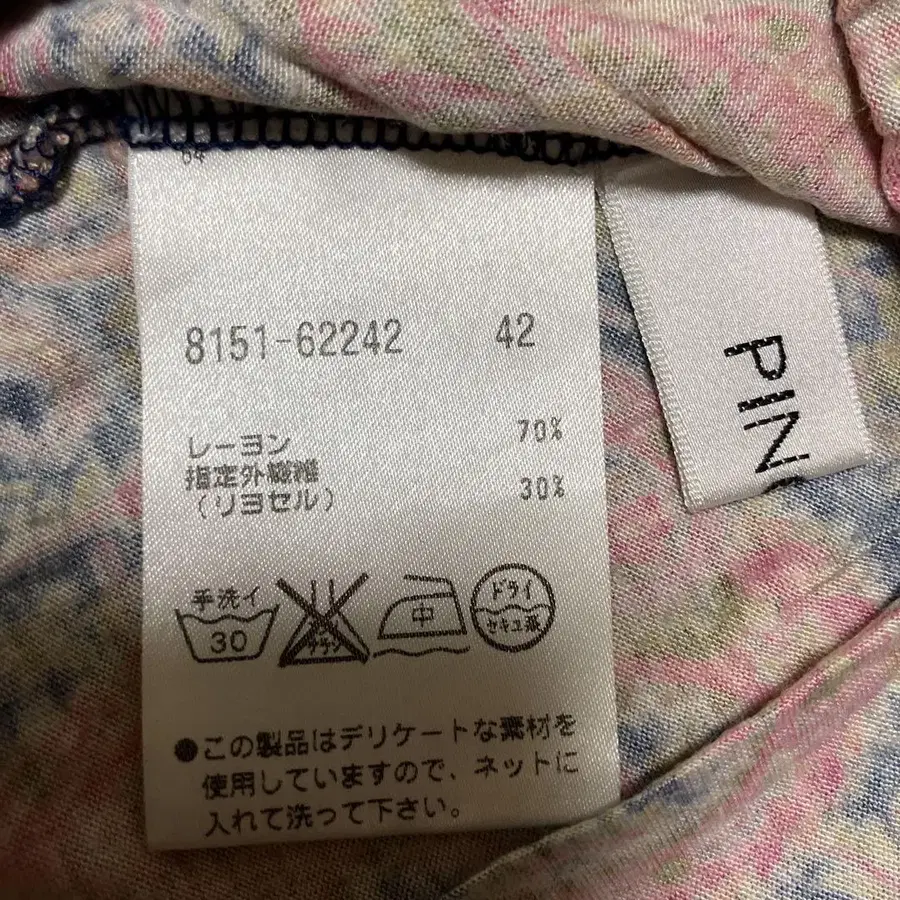 04
8151-62242 42
レーヨン 70%
指定外繊維
(リヨセル) 30%
手洗イ
30
中
ドライ
セキユ系
●この製品はデリケートな素材を
使用していますので、ネットに
入れて洗って下さい。
PIN